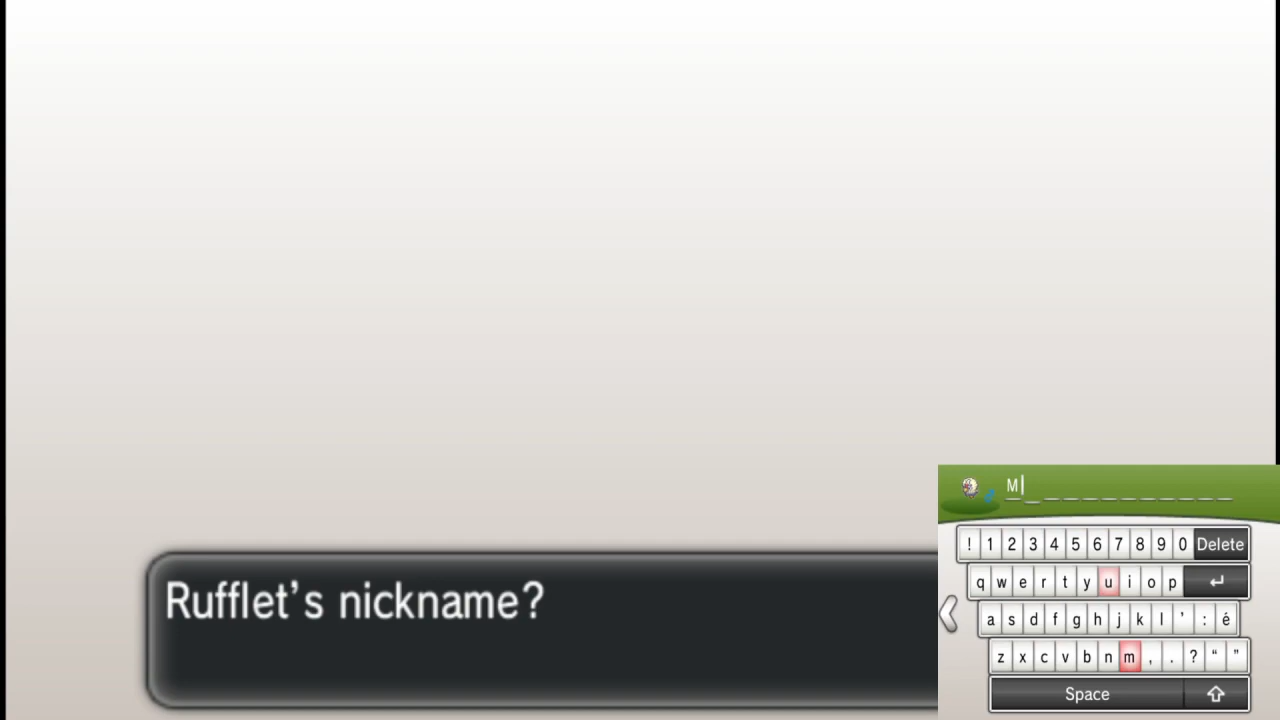 Rufflet's nickname?
M
! 1 2 3 4 5 6 7 8 9 0 Delete
q w e r t y u i o p ↵
a s d f g h j k l ' : é
z x c v b n m , . ? “ ”
Space